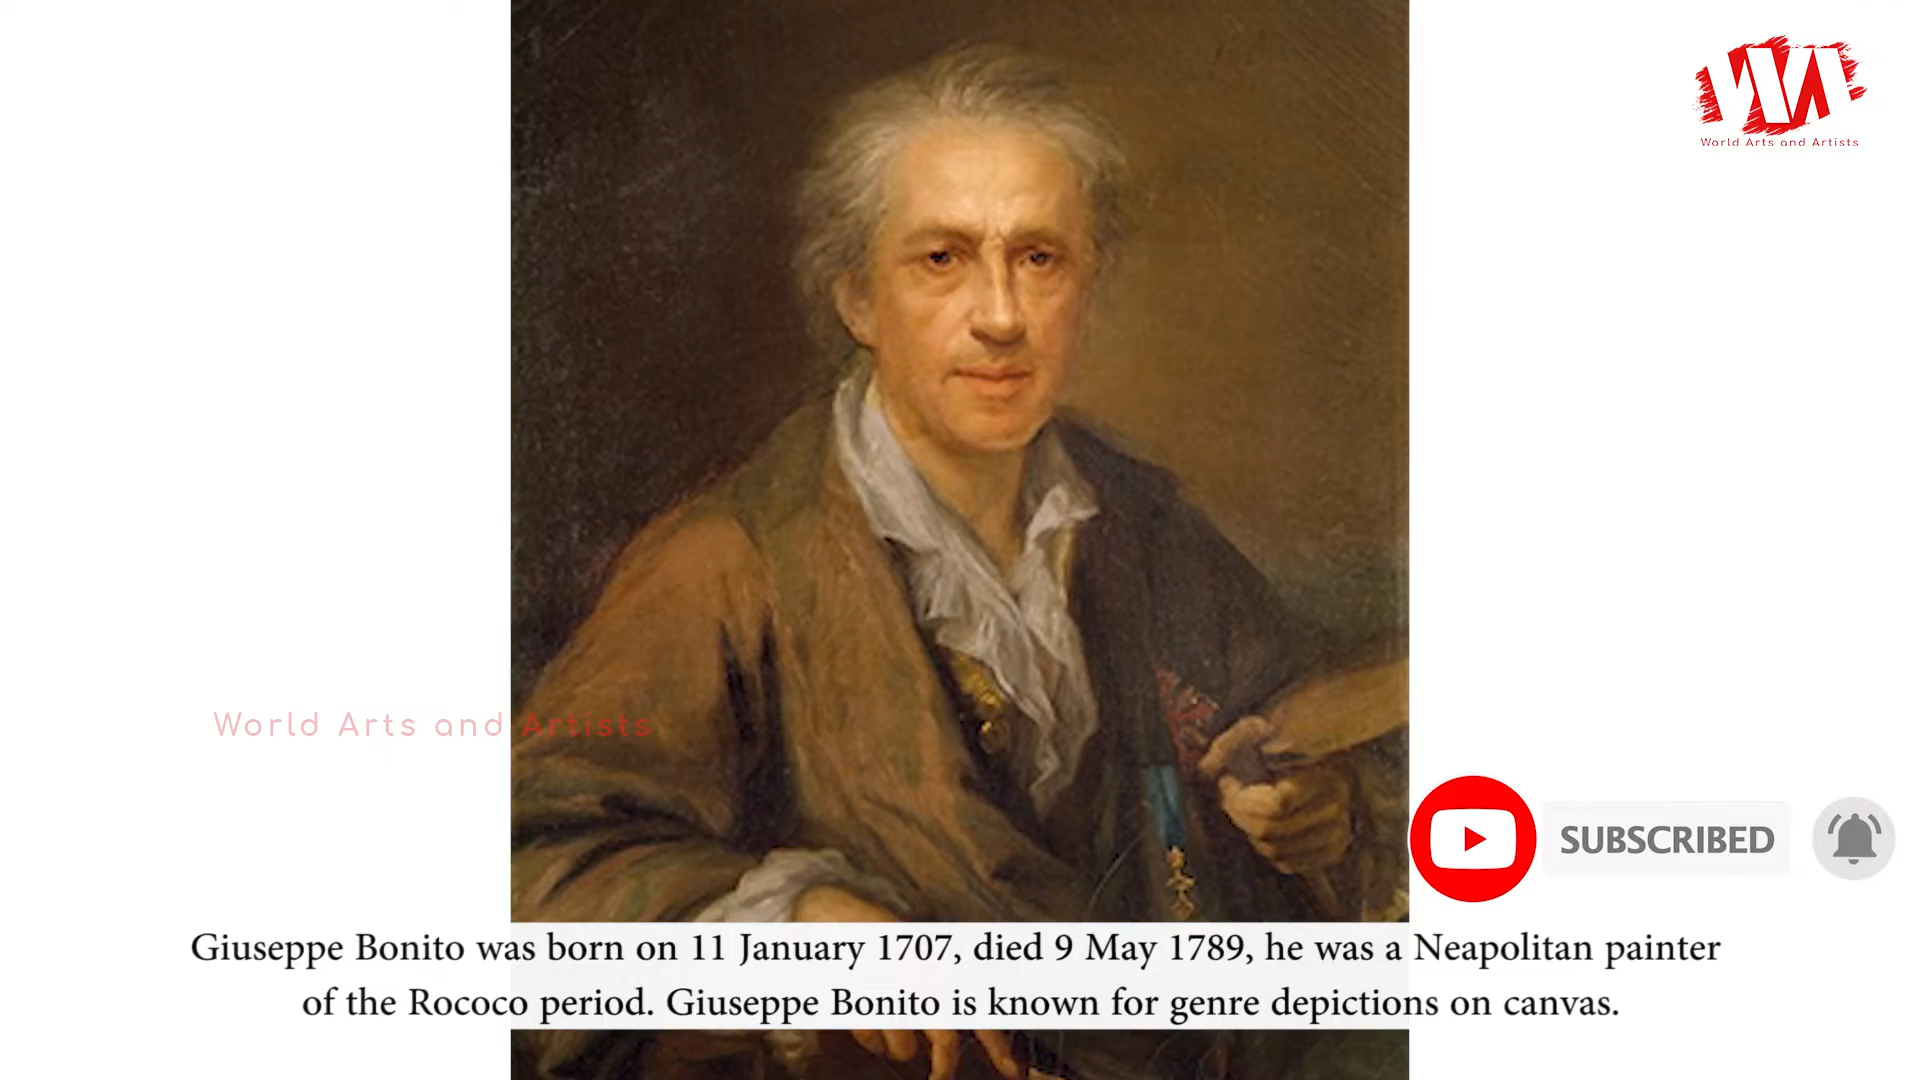 World Arts and Artists
World Arts and Artists
SUBSCRIBED
Giuseppe Bonito was born on 11 January 1707, died 9 May 1789, he was a Neapolitan painter
of the Rococo period. Giuseppe Bonito is known for genre depictions on canvas.